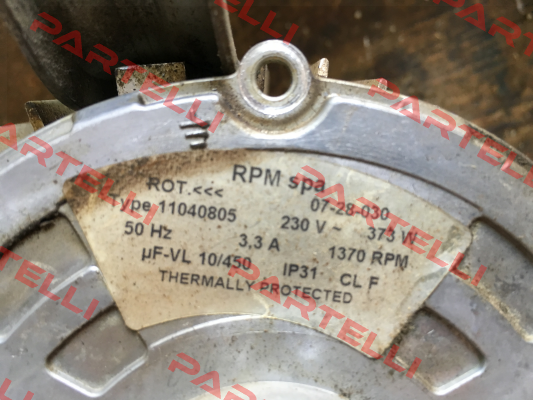 RPM spa
ROT.<<< 07-28-030
Type 11040805 230 V ~ 373 W
50 Hz 3,3 A 1370 RPM
µF-VL 10/450 IP31 CL F
THERMALLY PROTECTED
PARTELLI
PARTELLI
PARTELLI
PARTELLI
PARTELLI
PARTELLI
PARTELLI